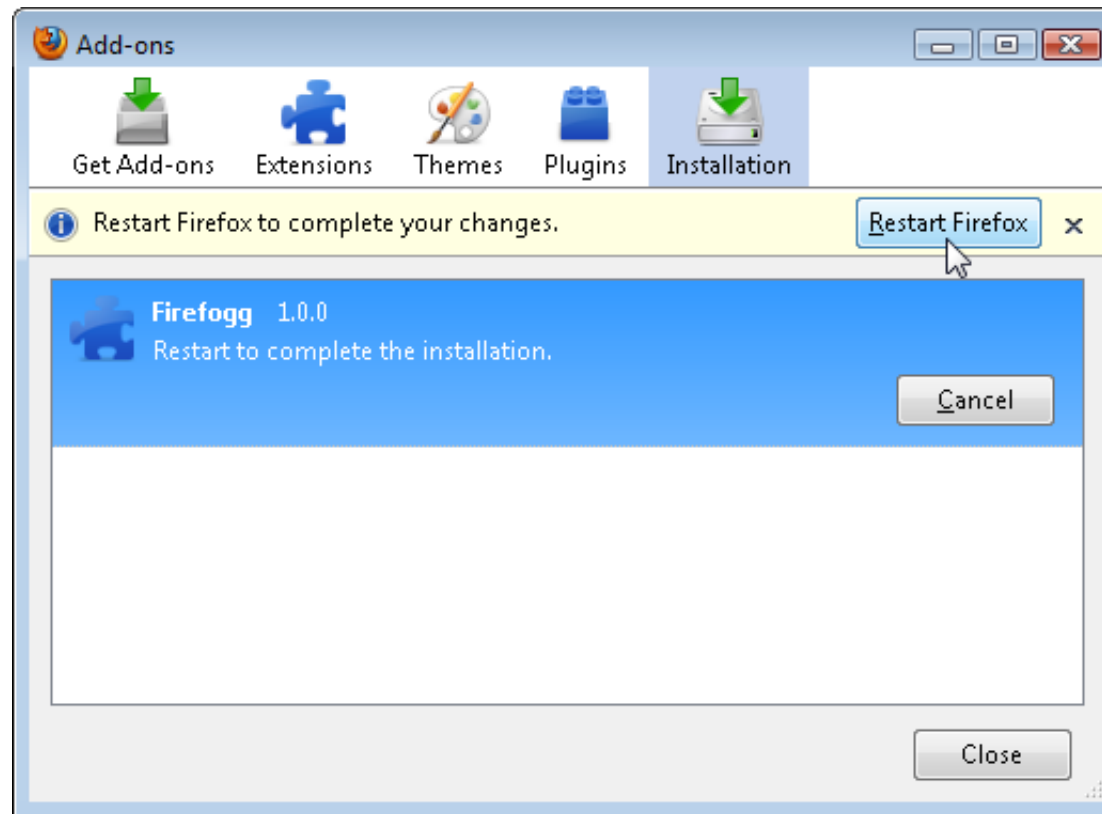 Add-ons
Get Add-ons Extensions Themes Plugins Installation
Restart Firefox to complete your changes. Restart Firefox
Firefogg 1.0.0
Restart to complete the installation.
Cancel
Close